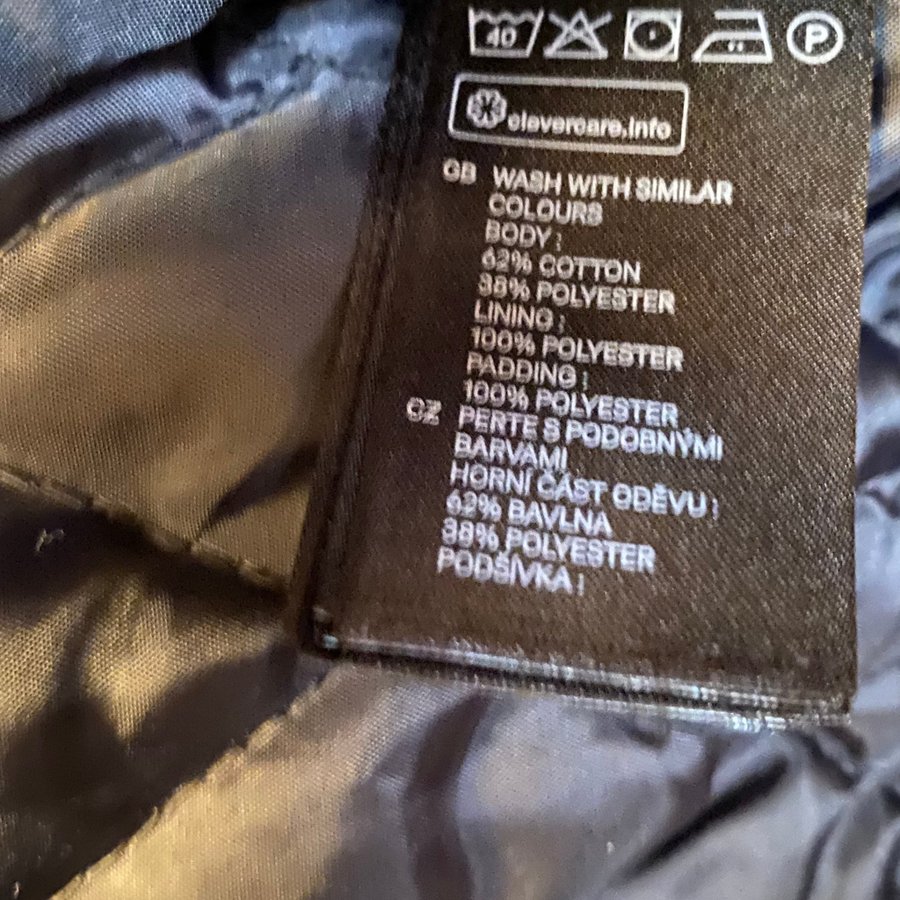 40 P
clevercare.info
GB WASH WITH SIMILAR
COLOURS
BODY:
62% COTTON
38% POLYESTER
LINING:
100% POLYESTER
PADDING:
100% POLYESTER
CZ PERTE S PODOBNÝMI
BARVAMI
HORNÍ ČÁST ODĚVU:
62% BAVLNA
38% POLYESTER
PODŠÍVKA: